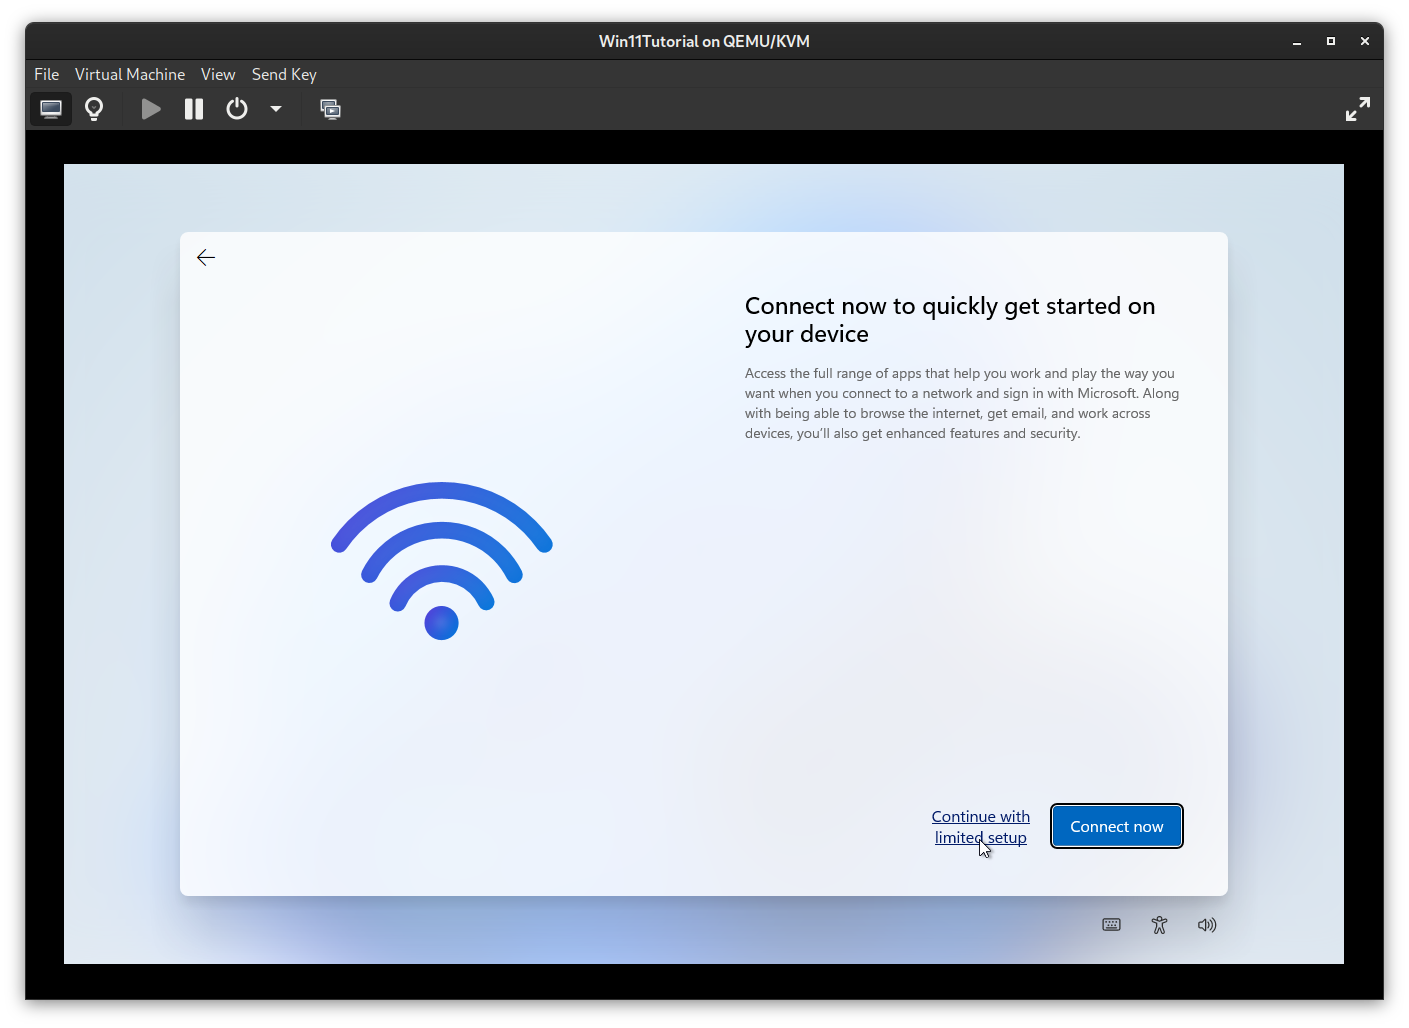 Win11Tutorial on QEMU/KVM
File Virtual Machine View Send Key
Connect now to quickly get started on
your device
Access the full range of apps that help you work and play the way you
want when you connect to a network and sign in with Microsoft. Along
with being able to browse the internet, get email, and work across
devices, you'll also get enhanced features and security.
Continue with
limited setup
Connect now